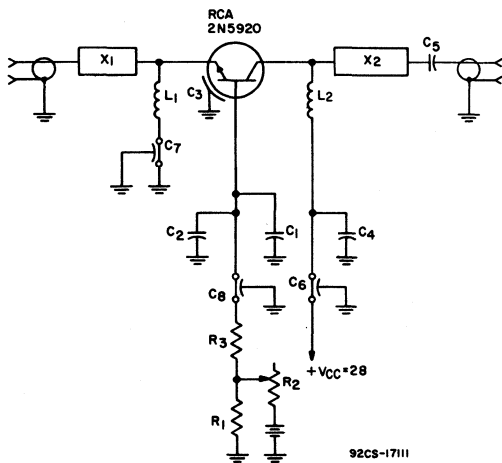 RCA
2N5920
X1
X2
C5
C3
L1
L2
C7
C2
C1
C4
C8
C6
R3
R2
+VCC=28
R1
92CS-17111